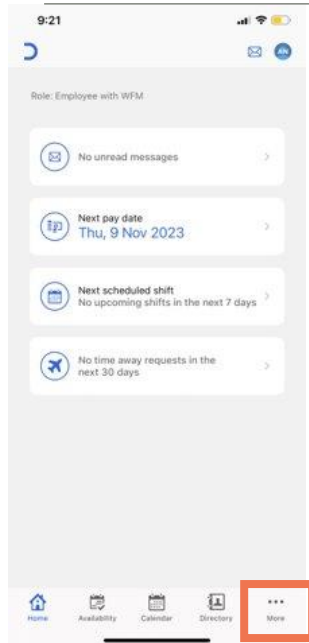 9:21
AN
Role: Employee with WFM
No unread messages
Next pay date
Thu, 9 Nov 2023
Next scheduled shift
No upcoming shifts in the next 7 days
No time away requests in the
next 30 days
Home Availability Calendar Directory More